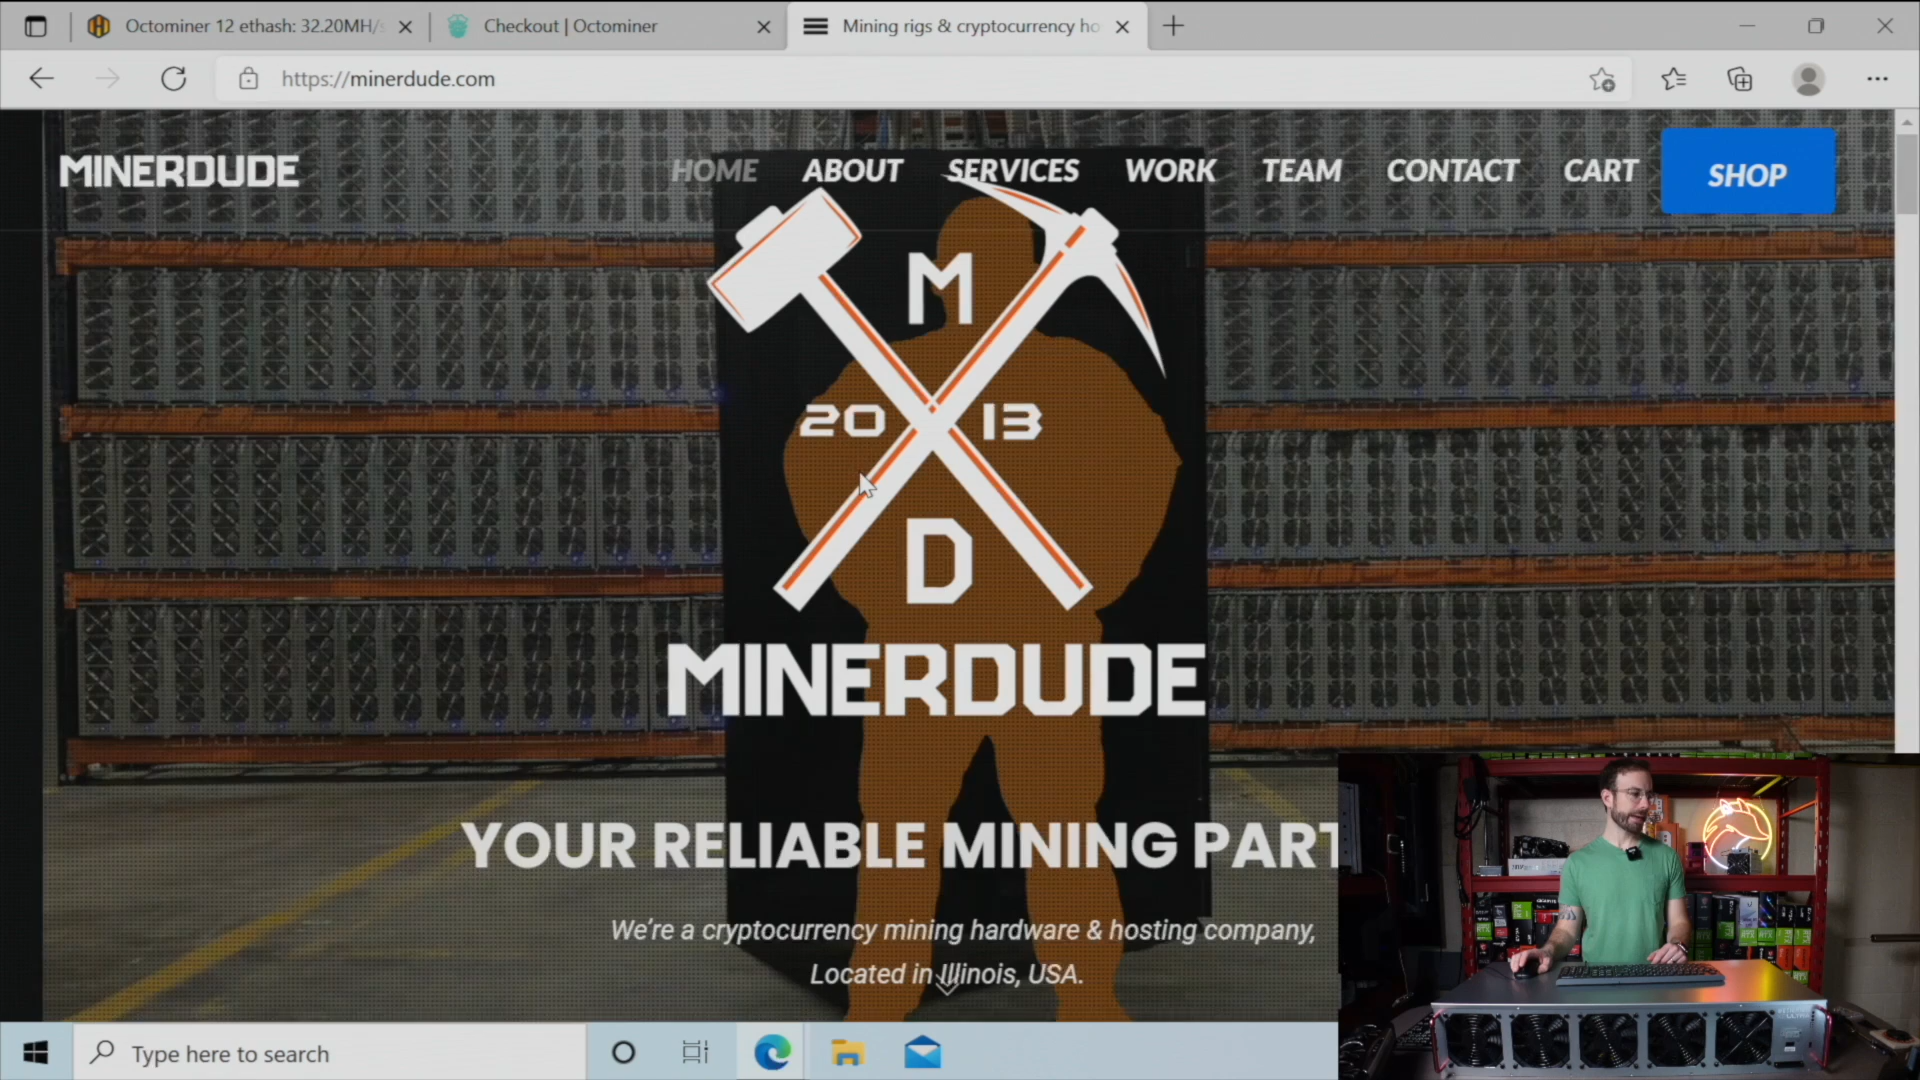 Octominer 12 ethash: 32.20MH/s
Checkout | Octominer
Mining rigs & cryptocurrency ho
https://minerdude.com
MINERDUDE
HOME ABOUT SERVICES WORK TEAM CONTACT CART SHOP
M
20 13
D
MINERDUDE
YOUR RELIABLE MINING PART
We're a cryptocurrency mining hardware & hosting company,
Located in Illinois, USA.
Type here to search